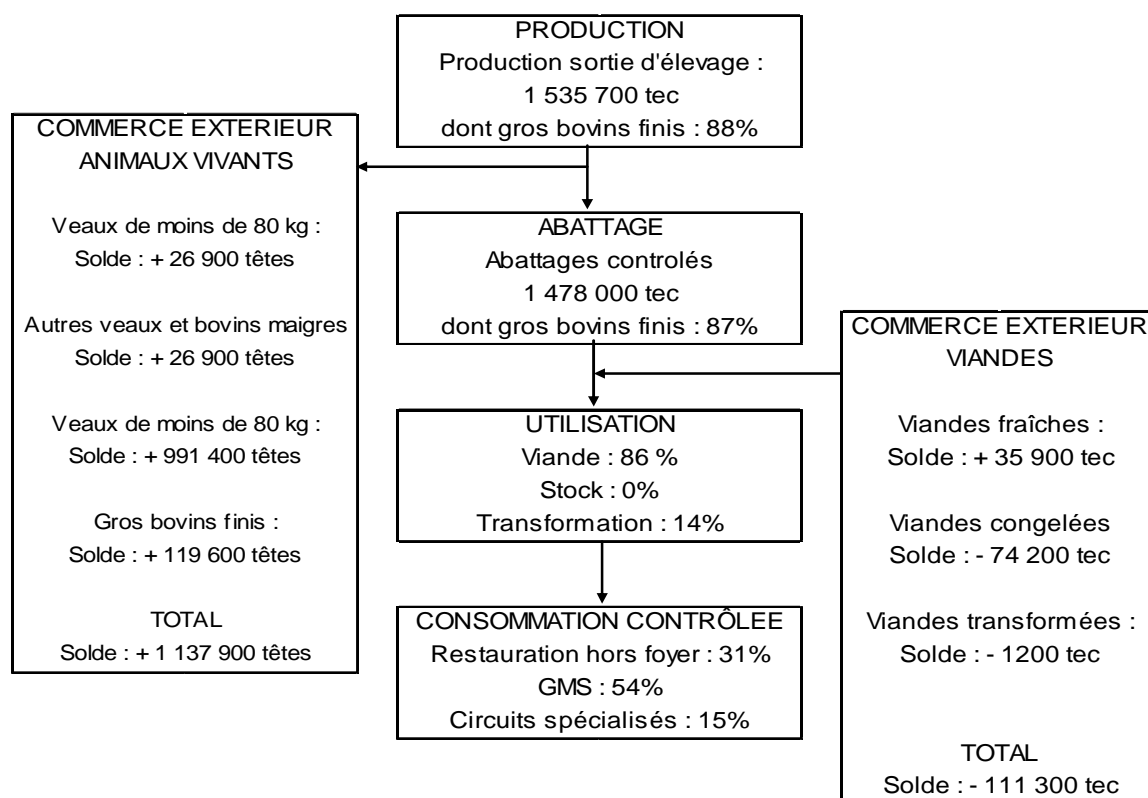 PRODUCTION
Production sortie d'élevage :
1 535 700 tec
dont gros bovins finis : 88%
COMMERCE EXTERIEUR
ANIMAUX VIVANTS
Veaux de moins de 80 kg :
Solde : + 26 900 têtes
Autres veaux et bovins maigres
Solde : + 26 900 têtes
Veaux de moins de 80 kg :
Solde : + 991 400 têtes
Gros bovins finis :
Solde : + 119 600 têtes
TOTAL
Solde : + 1 137 900 têtes
ABATTAGE
Abattages controlés
1 478 000 tec
dont gros bovins finis : 87%
COMMERCE EXTERIEUR
VIANDES
Viandes fraîches :
Solde : + 35 900 tec
Viandes congelées
Solde : - 74 200 tec
Viandes transformées :
Solde : - 1200 tec
TOTAL
Solde : - 111 300 tec
UTILISATION
Viande : 86 %
Stock : 0%
Transformation : 14%
CONSOMMATION CONTRÔLEE
Restauration hors foyer : 31%
GMS : 54%
Circuits spécialisés : 15%